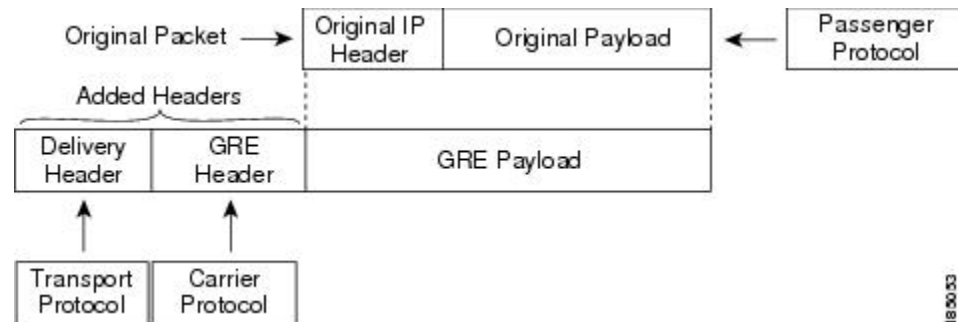 Original Packet
Original IP
Header
Original Payload
Passenger
Protocol
Added Headers
Delivery
Header
GRE
Header
GRE Payload
Transport
Protocol
Carrier
Protocol
185053